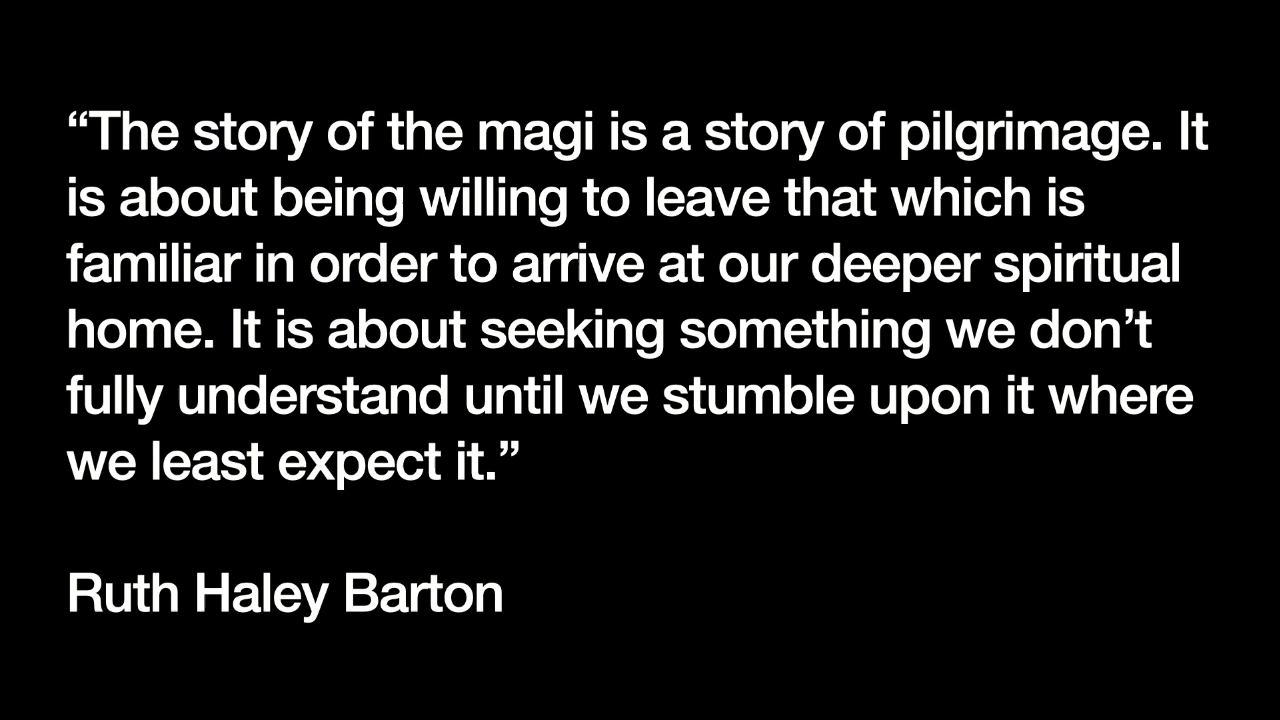 “The story of the magi is a story of pilgrimage. It
is about being willing to leave that which is
familiar in order to arrive at our deeper spiritual
home. It is about seeking something we don’t
fully understand until we stumble upon it where
we least expect it.”
Ruth Haley Barton